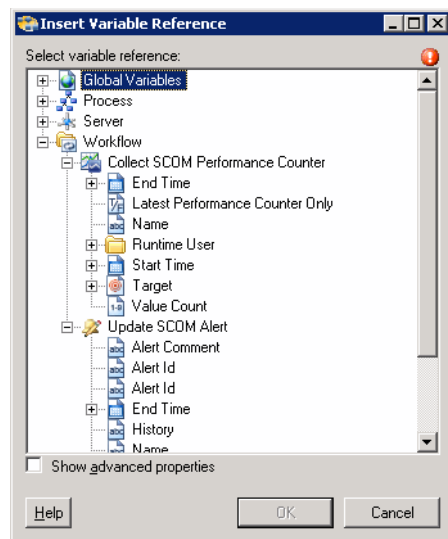 Insert Variable Reference
Select variable reference:
Global Variables
Process
Server
Workflow
Collect SCOM Performance Counter
End Time
Latest Performance Counter Only
Name
Runtime User
Start Time
Target
Value Count
Update SCOM Alert
Alert Comment
Alert Id
Alert Id
End Time
History
Name
Show advanced properties
Help OK Cancel